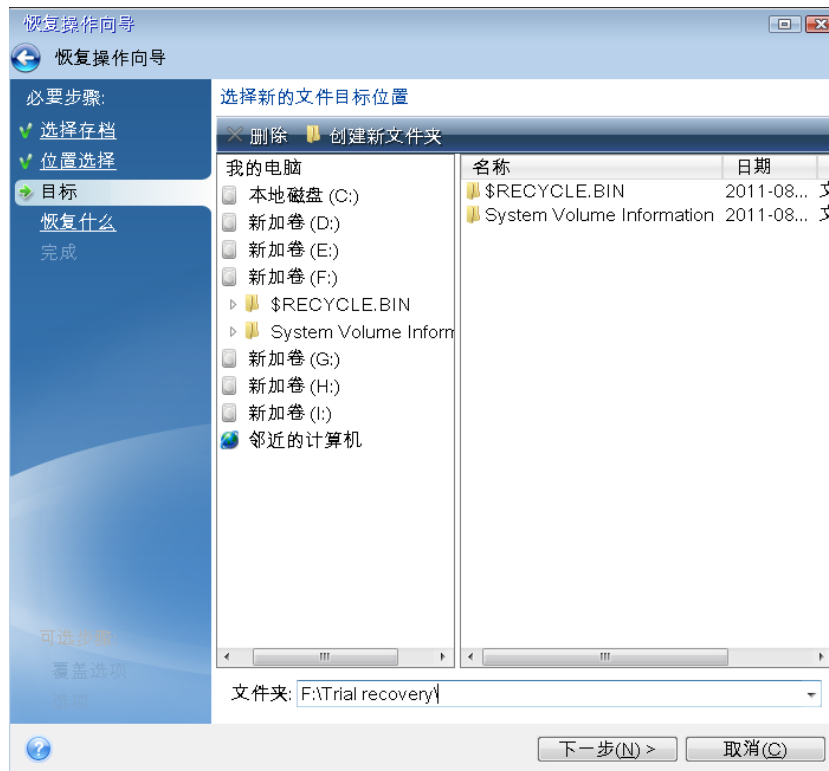 恢复操作向导
恢复操作向导
必要步骤:
选择存档
位置选择
目标
恢复什么
完成
可选步骤
覆盖选项
选项
选择新的文件目标位置
删除 创建新文件夹
我的电脑
本地磁盘 (C:)
新加卷 (D:)
新加卷 (E:)
新加卷 (F:)
$RECYCLE.BIN
System Volume Inform
新加卷 (G:)
新加卷 (H:)
新加卷 (I:)
邻近的计算机
名称 日期
$RECYCLE.BIN 2011-08...
System Volume Information 2011-08...
文件夹: F:\Trial recovery\
下一步(N) > 取消(C)